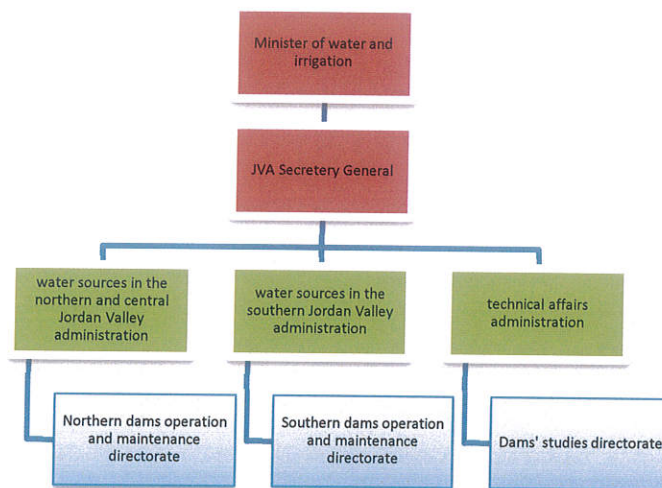 Minister of water and
irrigation
JVA Secretery General
water sources in the
northern and central
Jordan Valley
administration
water sources in the
southern Jordan Valley
administration
technical affairs
administration
Northern dams operation
and maintenance
directorate
Southern dams operation
and maintenance
directorate
Dams' studies directorate